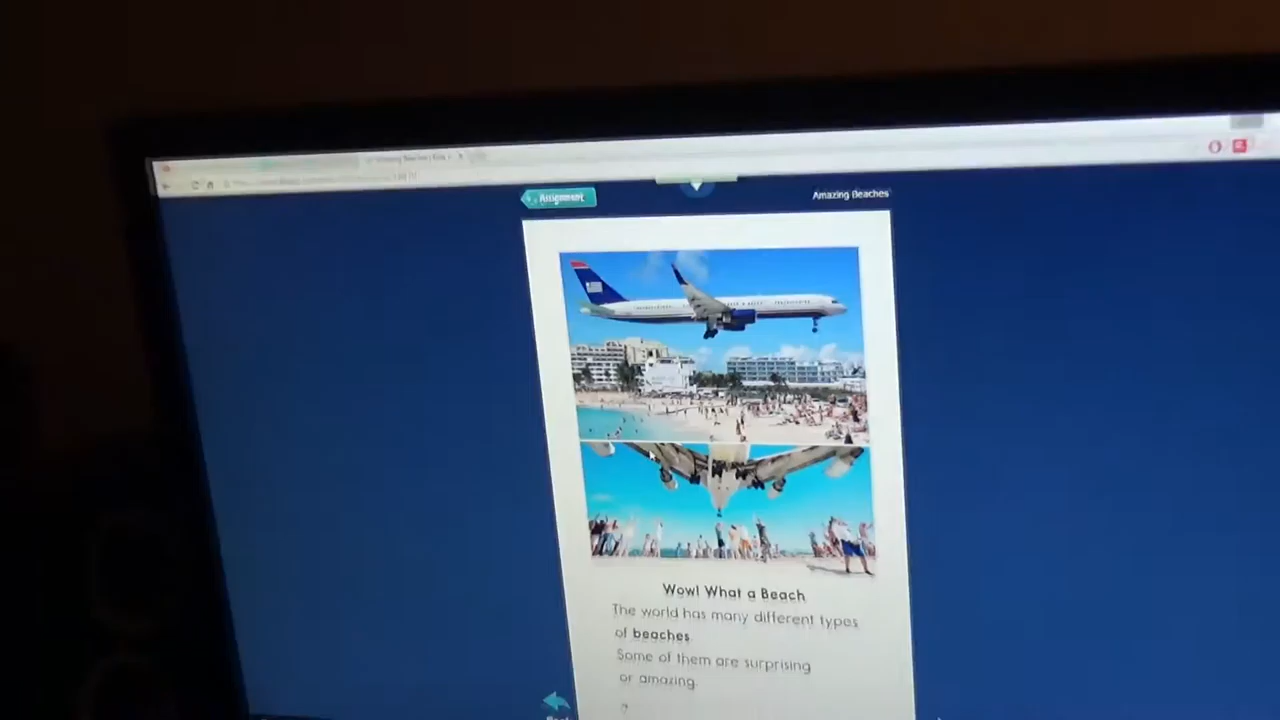 Assignment
Amazing Beaches
Wow! What a Beach
The world has many different types
of beaches
Some of them are surprising
or amazing.